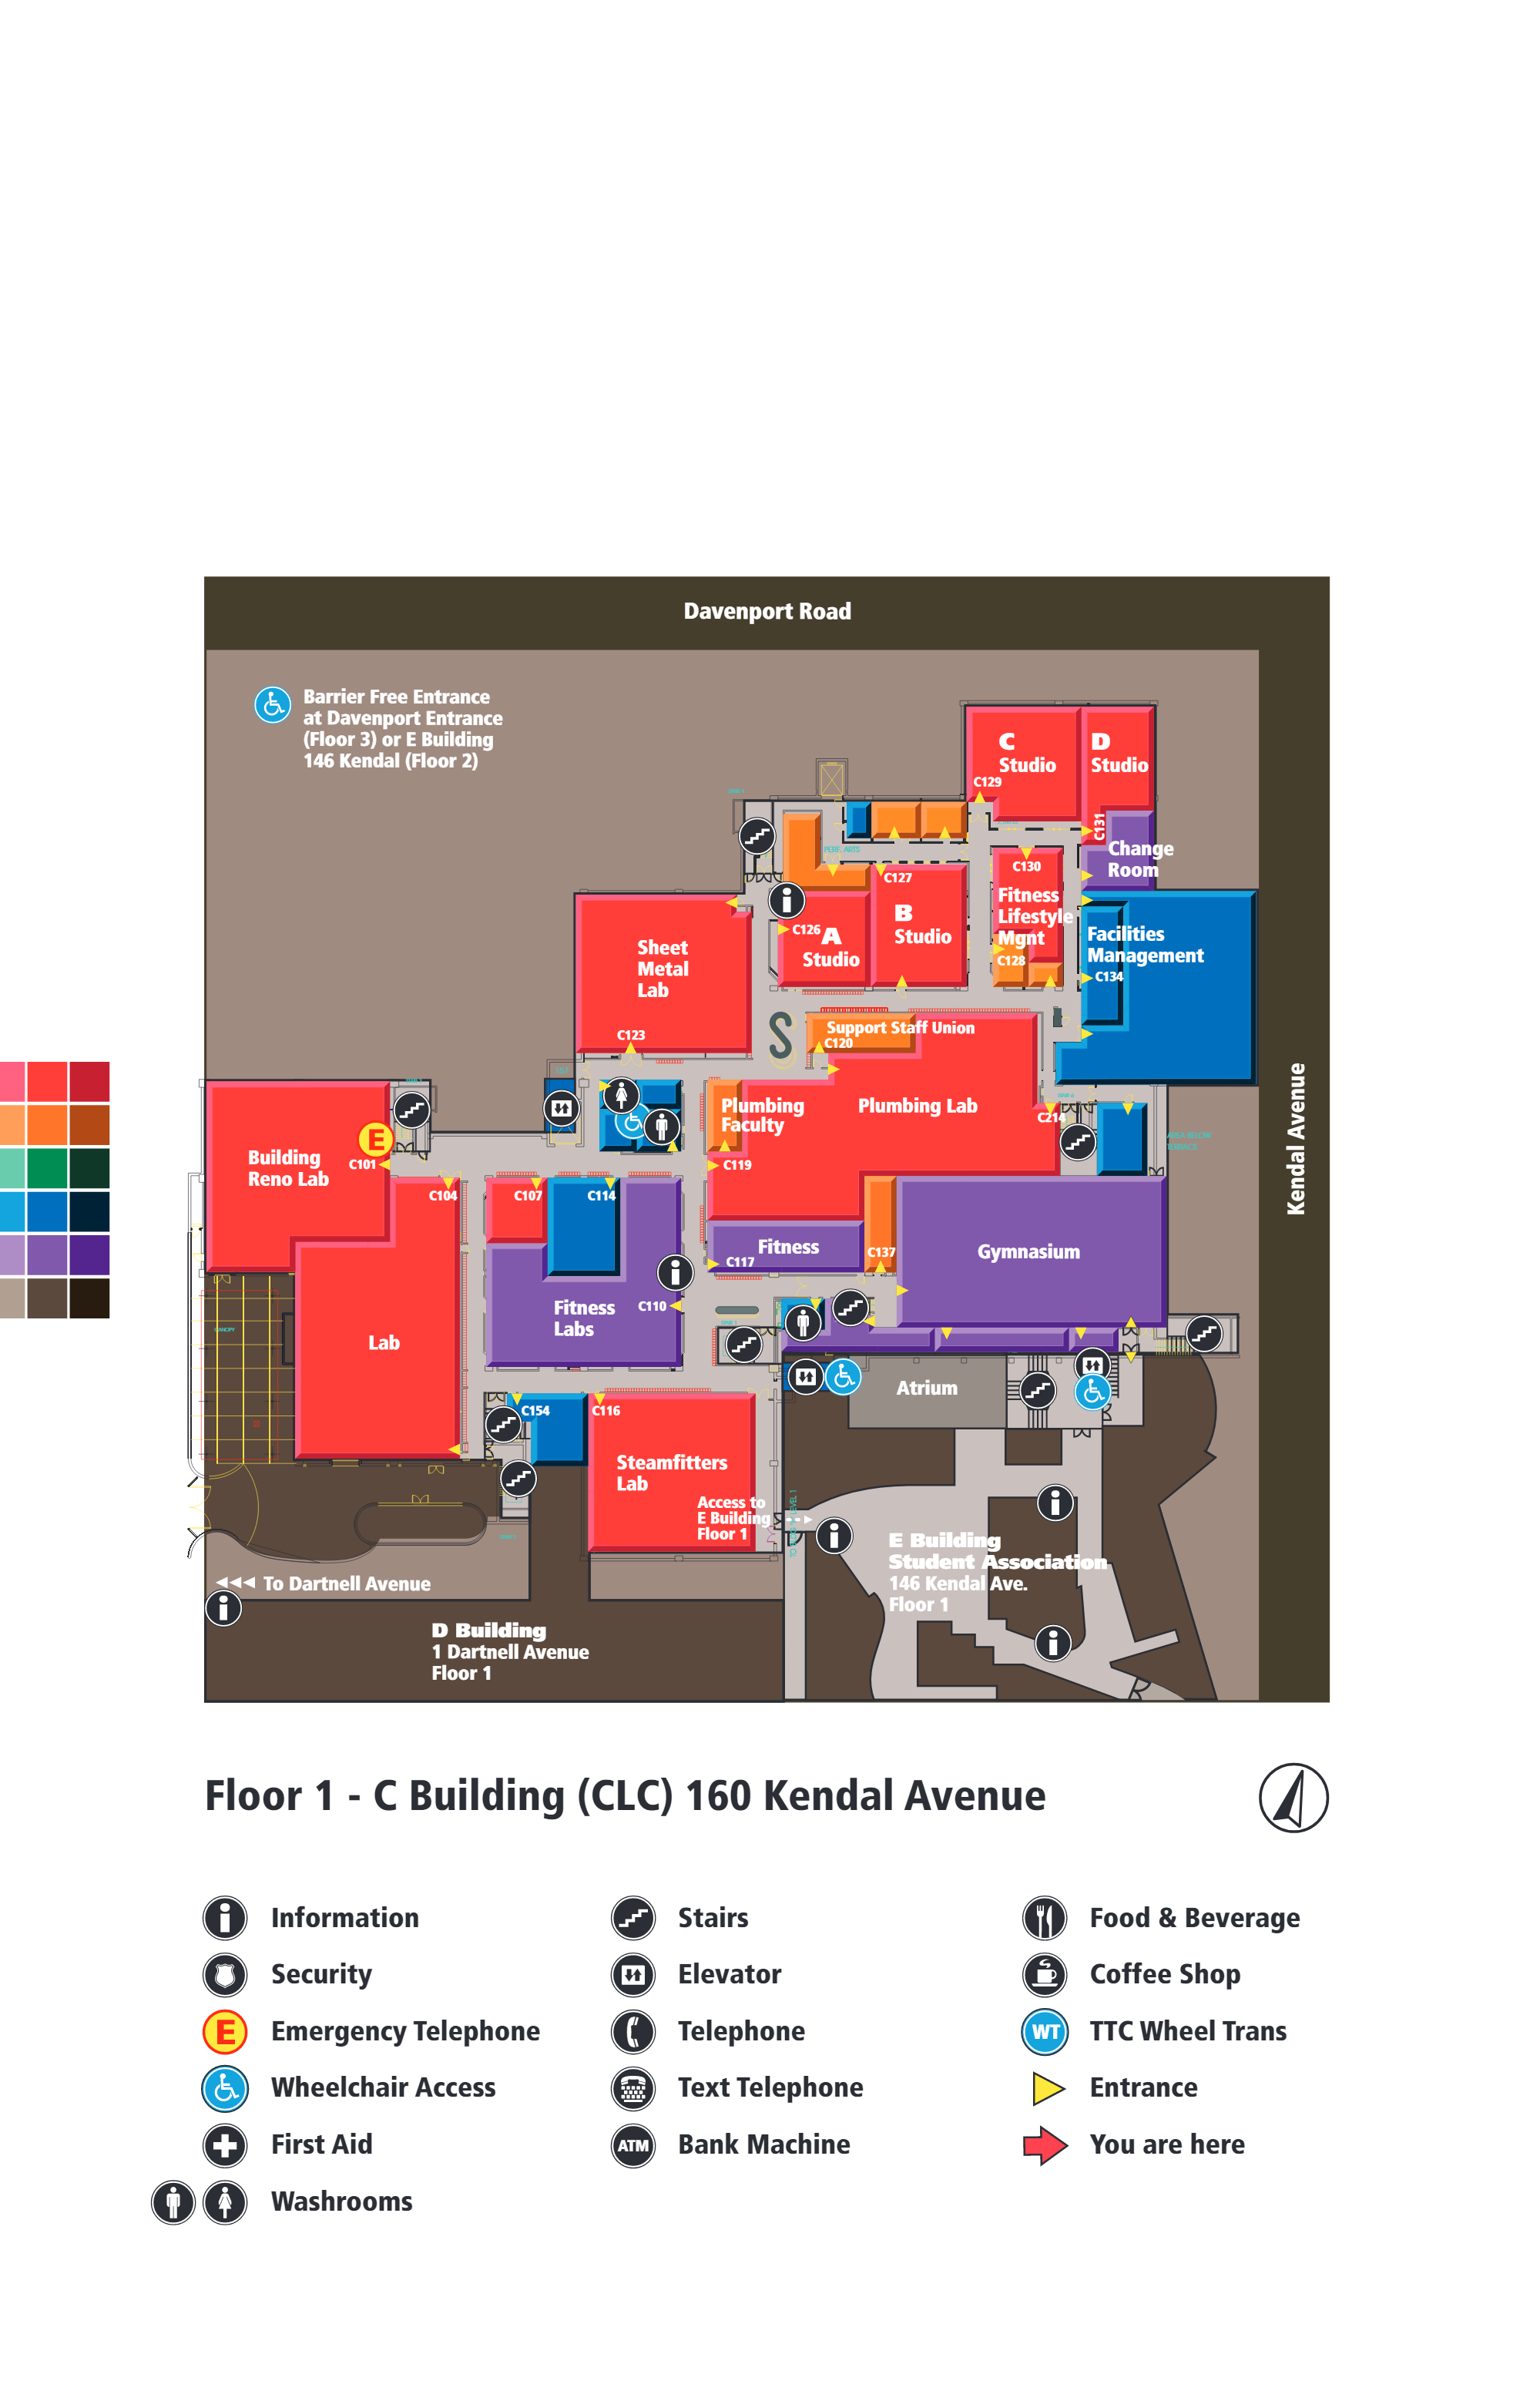 Davenport Road
Barrier Free Entrance
at Davenport Entrance
(Floor 3) or E Building
146 Kendal (Floor 2)
C
Studio
D
Studio
C129
C131
Change
Room
PERF. ARTS
C127
C130
B
Studio
Fitness
Lifestyle
Mgnt
C126
A
Studio
C128
Facilities
Management
C134
Sheet
Metal
Lab
C123
Support Staff Union
C120
Kendal Avenue
Plumbing
Faculty
Plumbing Lab
C214
AREA BELOW
TERRACE
E
Building
Reno Lab
C101
C119
C104
C107
C114
Fitness
C117
C137
Gymnasium
Fitness
Labs
C110
CANOPY
Lab
Atrium
C154
C116
Steamfitters
Lab
Access to
E Building
Floor 1
E Building
Student Association
146 Kendal Ave.
Floor 1
To Dartnell Avenue
D Building
1 Dartnell Avenue
Floor 1
Floor 1 - C Building (CLC) 160 Kendal Avenue
Information
Stairs
Food & Beverage
Security
Elevator
Coffee Shop
E
Emergency Telephone
Telephone
WT
TTC Wheel Trans
Wheelchair Access
Text Telephone
Entrance
First Aid
ATM
Bank Machine
You are here
Washrooms